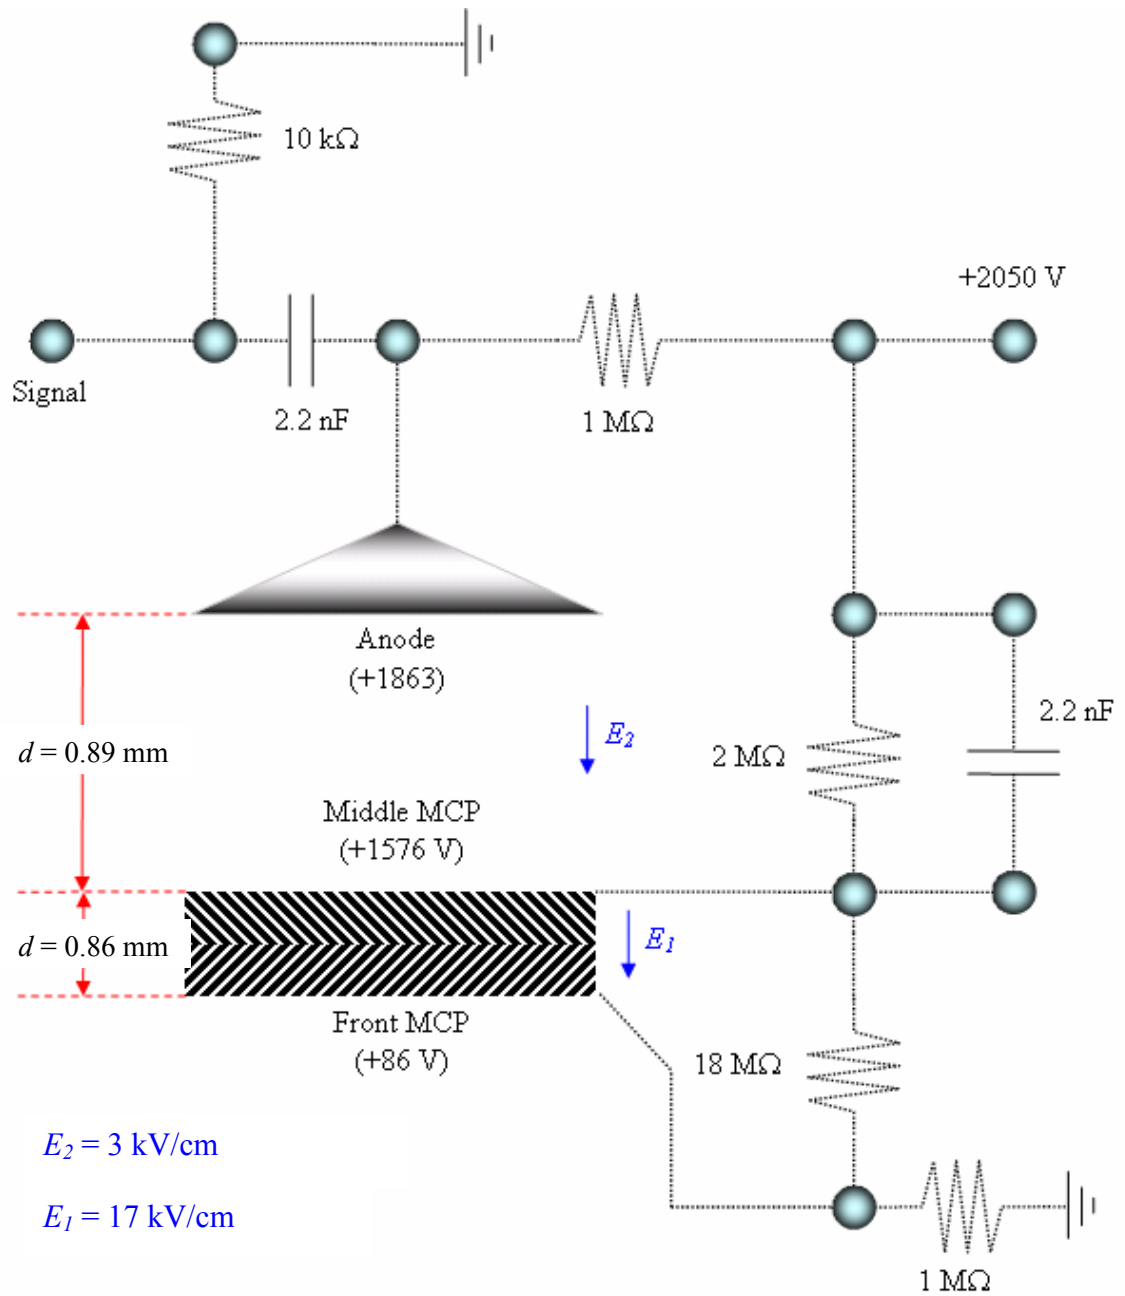 10 kΩ
+2050 V
Signal
2.2 nF
1 MΩ
Anode
(+1863)
E₂
2.2 nF
d = 0.89 mm
2 MΩ
Middle MCP
(+1576 V)
d = 0.86 mm
E₁
Front MCP
(+86 V)
18 MΩ
E₂ = 3 kV/cm
E₁ = 17 kV/cm
1 MΩ